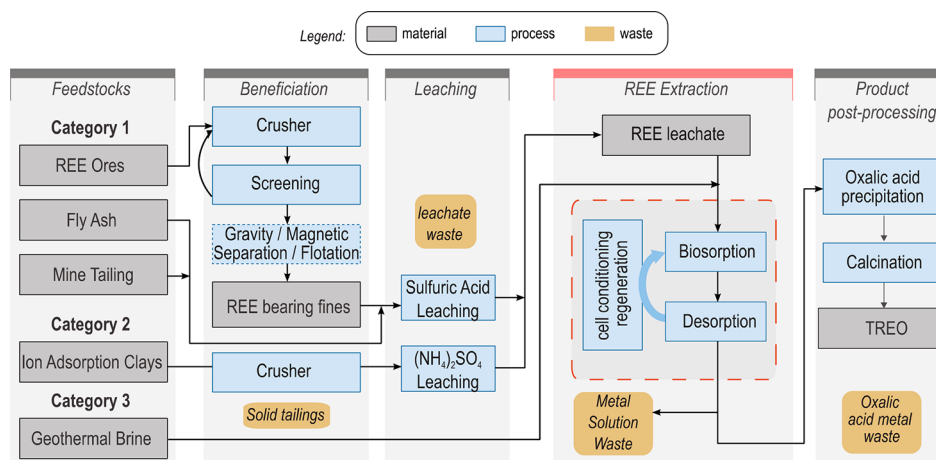 Legend:
material
process
waste
Feedstocks
Beneficiation
Leaching
REE Extraction
Product
post-processing
Category 1
REE Ores
Fly Ash
Mine Tailing
Category 2
Ion Adsorption Clays
Category 3
Geothermal Brine
Crusher
Screening
Gravity / Magnetic
Separation / Flotation
REE bearing fines
Crusher
Solid tailings
leachate
waste
Sulfuric Acid
Leaching
(NH₄)₂SO₄
Leaching
REE leachate
cell conditioning
regeneration
Biosorption
Desorption
Metal
Solution
Waste
Oxalic acid
precipitation
Calcination
TREO
Oxalic
acid metal
waste